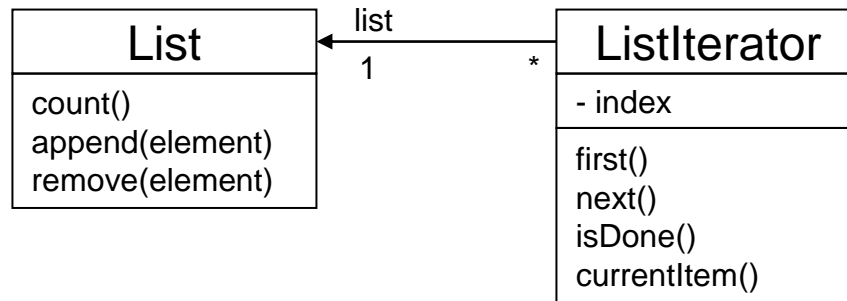 List
count()
append(element)
remove(element)
list
1
*
ListIterator
- index
first()
next()
isDone()
currentItem()